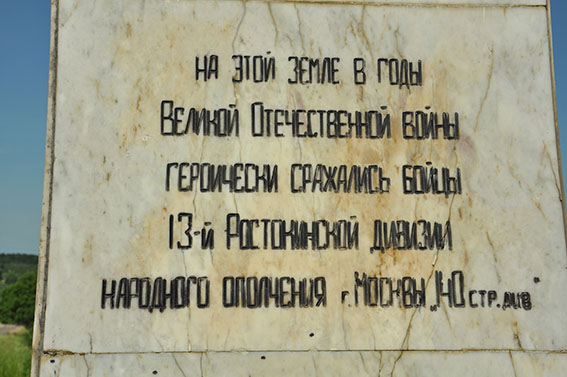 на этой земле в годы
Великой Отечественной войны
героически сражались бойцы
13-й Ростокинской дивизии
народного ополчения г. Москвы „140 стр. див"